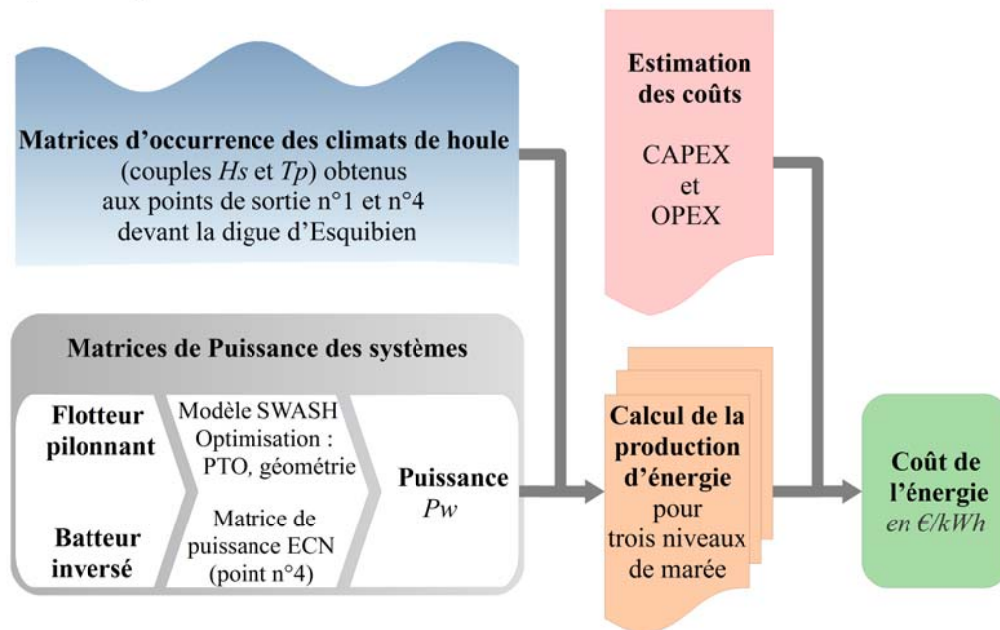 Matrices d’occurrence des climats de houle
(couples Hs et Tp) obtenus
aux points de sortie n°1 et n°4
devant la digue d’Esquibien
Estimation
des coûts
CAPEX
et
OPEX
Matrices de Puissance des systèmes
Flotteur
pilonnant
Batteur
inversé
Modèle SWASH
Optimisation :
PTO, géométrie
Matrice de
puissance ECN
(point n°4)
Puissance
Pw
Calcul de la
production
d’énergie
pour
trois niveaux
de marée
Coût de
l’énergie
en €/kWh